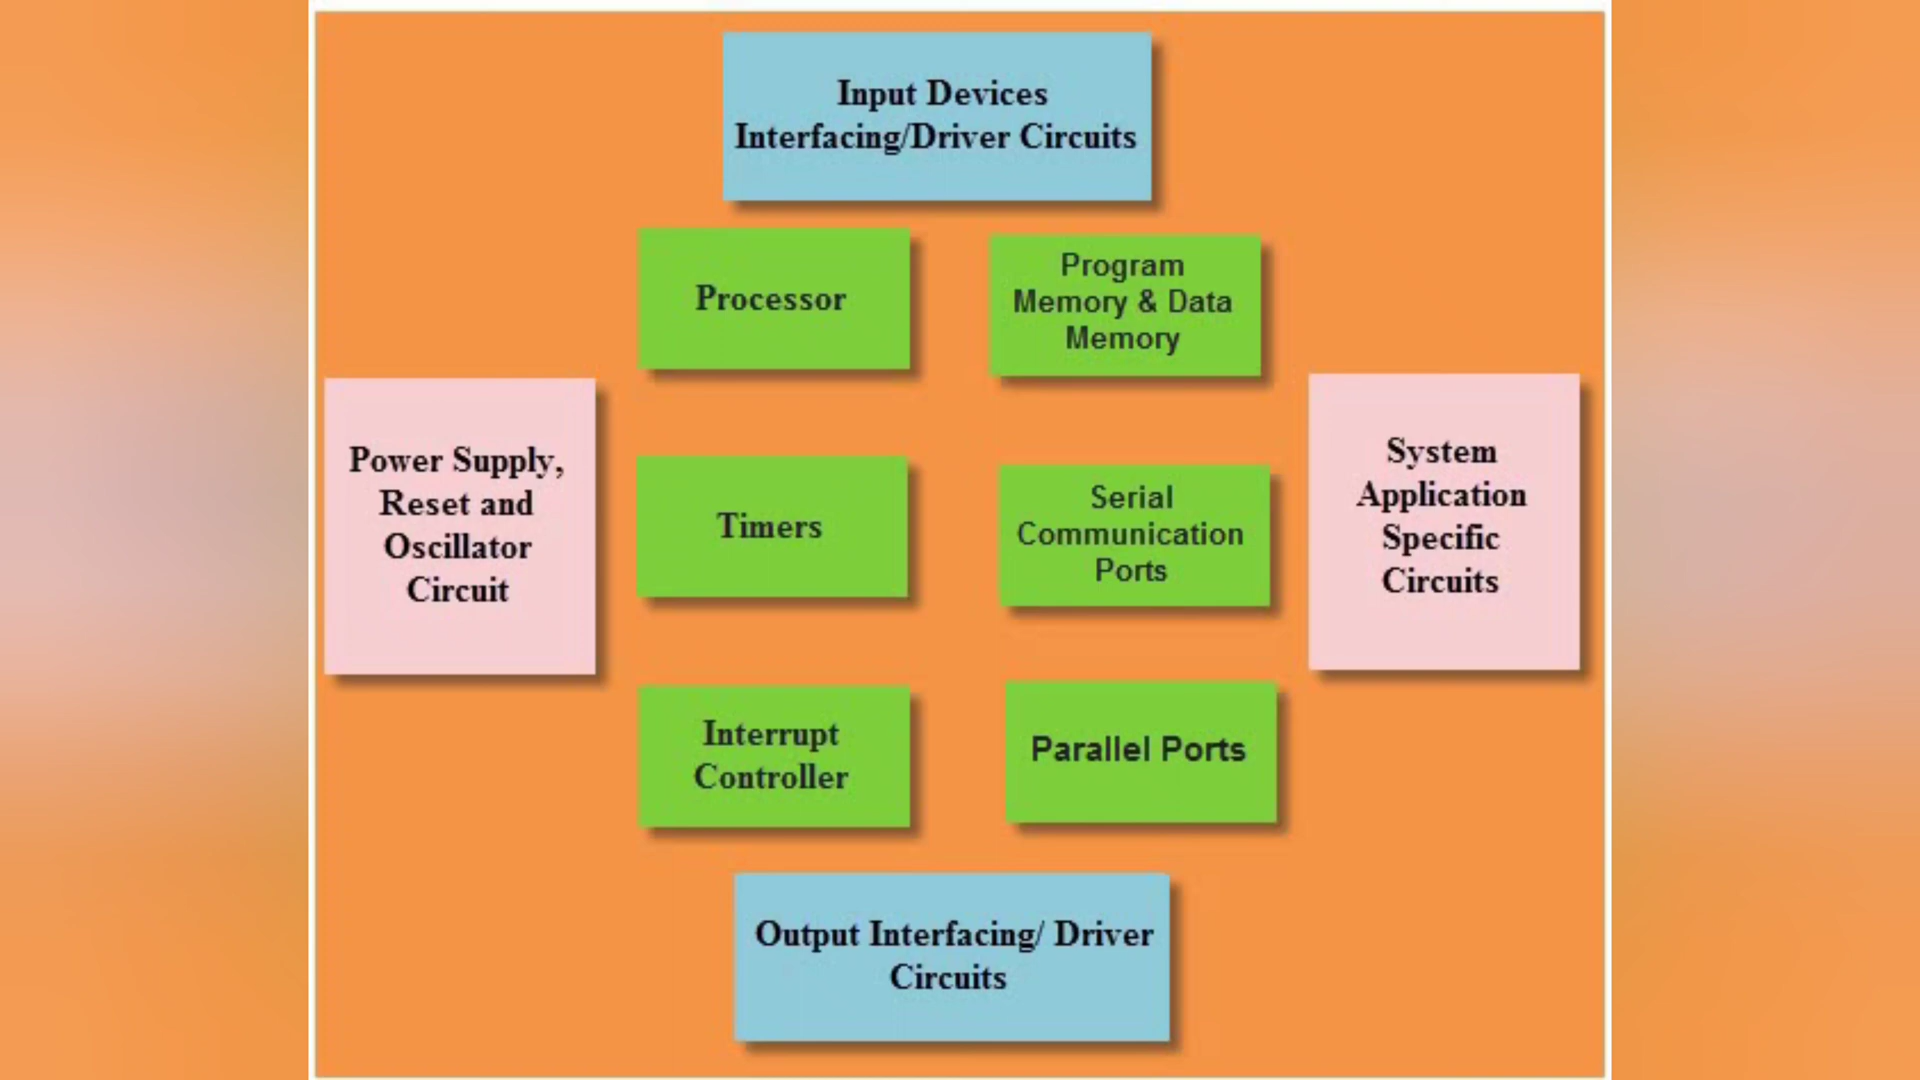 Input Devices
Interfacing/Driver Circuits
Processor
Program
Memory & Data
Memory
Power Supply,
Reset and
Oscillator
Circuit
Timers
Serial
Communication
Ports
System
Application
Specific
Circuits
Interrupt
Controller
Parallel Ports
Output Interfacing/ Driver
Circuits